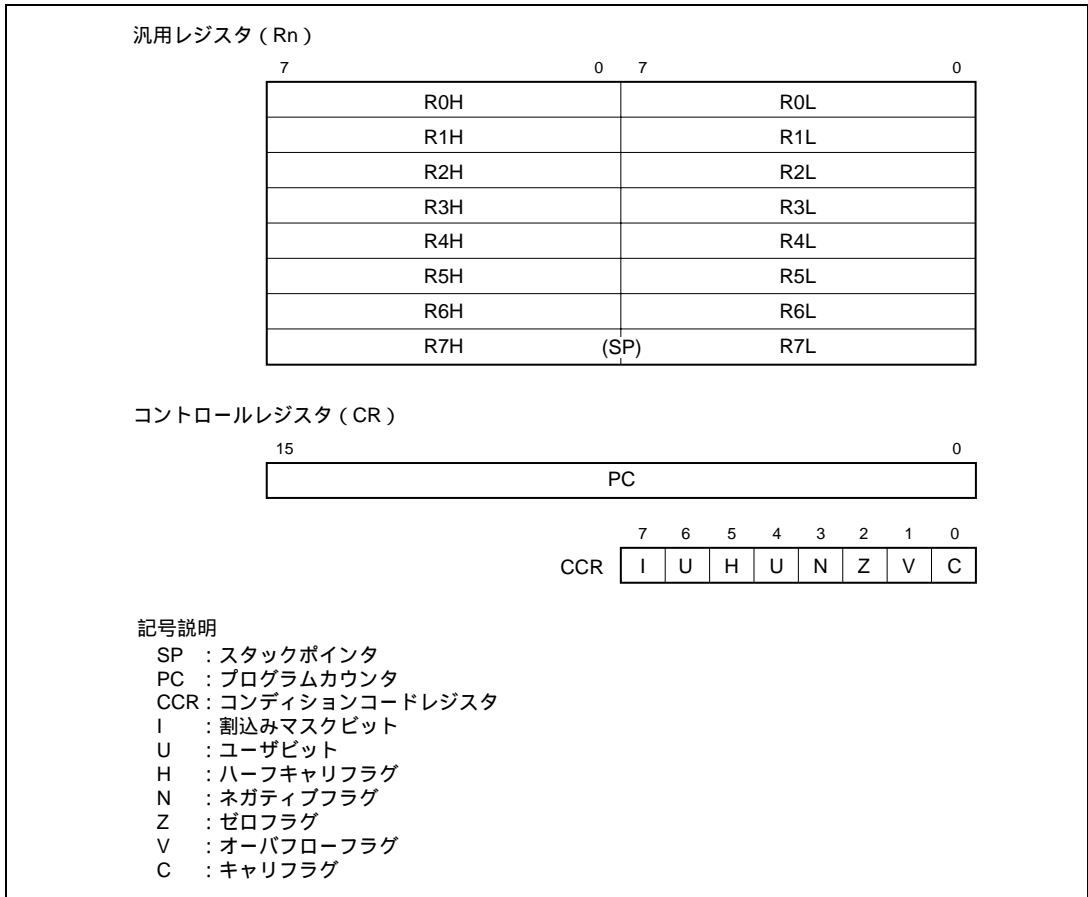 汎用レジスタ（Rn）
7 0 7 0
R0H R0L
R1H R1L
R2H R2L
R3H R3L
R4H R4L
R5H R5L
R6H R6L
R7H (SP) R7L
コントロールレジスタ（CR）
15 0
PC
7 6 5 4 3 2 1 0
CCR I U H U N Z V C
記号説明
SP ：スタックポインタ
PC ：プログラムカウンタ
CCR：コンディションコードレジスタ
I ：割込みマスクビット
U ：ユーザビット
H ：ハーフキャリフラグ
N ：ネガティブフラグ
Z ：ゼロフラグ
V ：オーバフローフラグ
C ：キャリフラグ